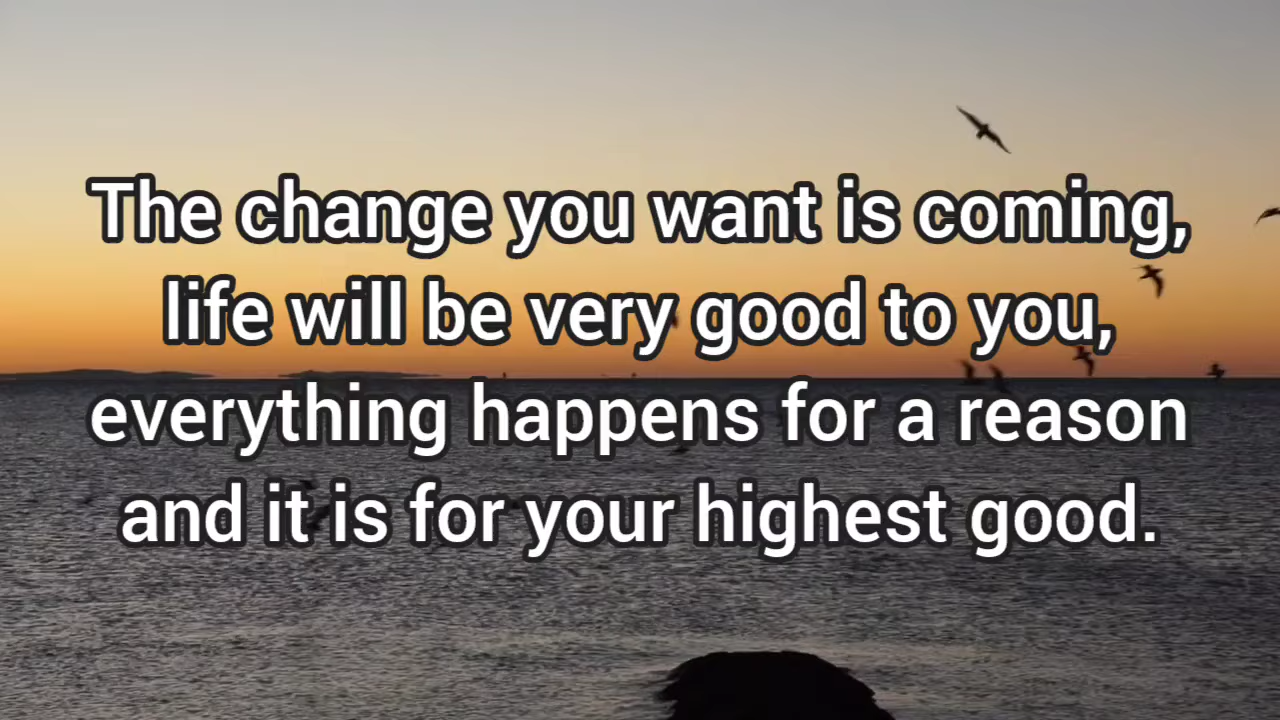 The change you want is coming,
life will be very good to you,
everything happens for a reason
and it is for your highest good.